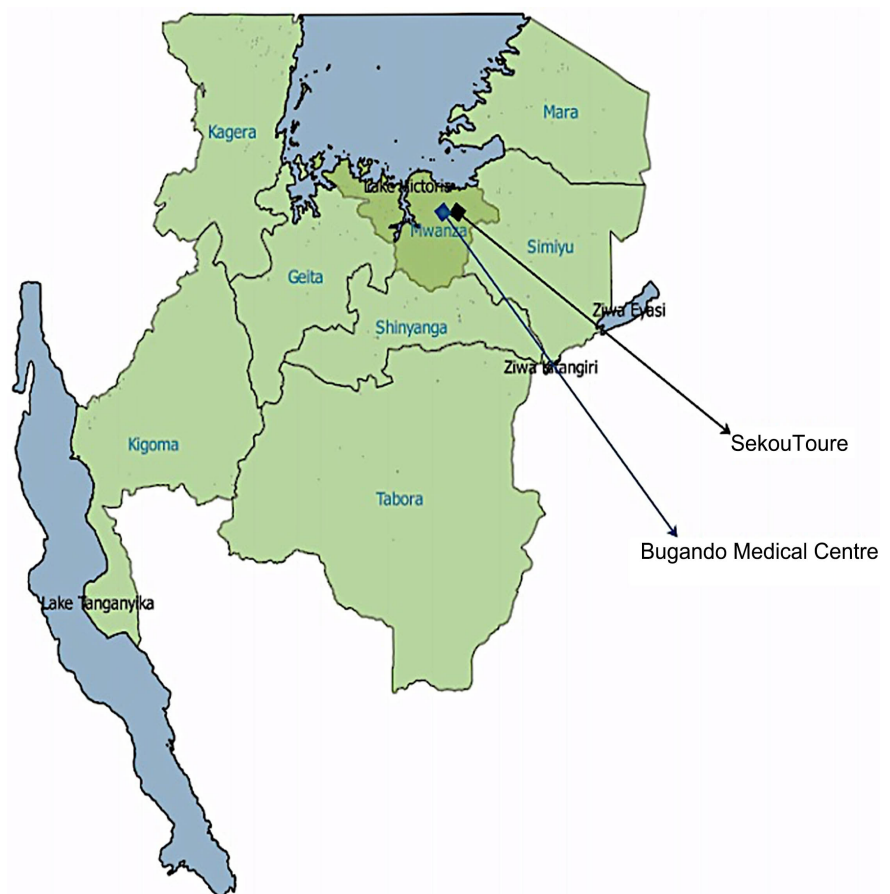 Mara
Kagera
Lake Victoris
Mwanza
Simiyu
Geita
Ziwa Eyasi
Shinyanga
Ziwa Kitangiri
Kigoma
SekouToure
Tabora
Bugando Medical Centre
Lake Tanganyika